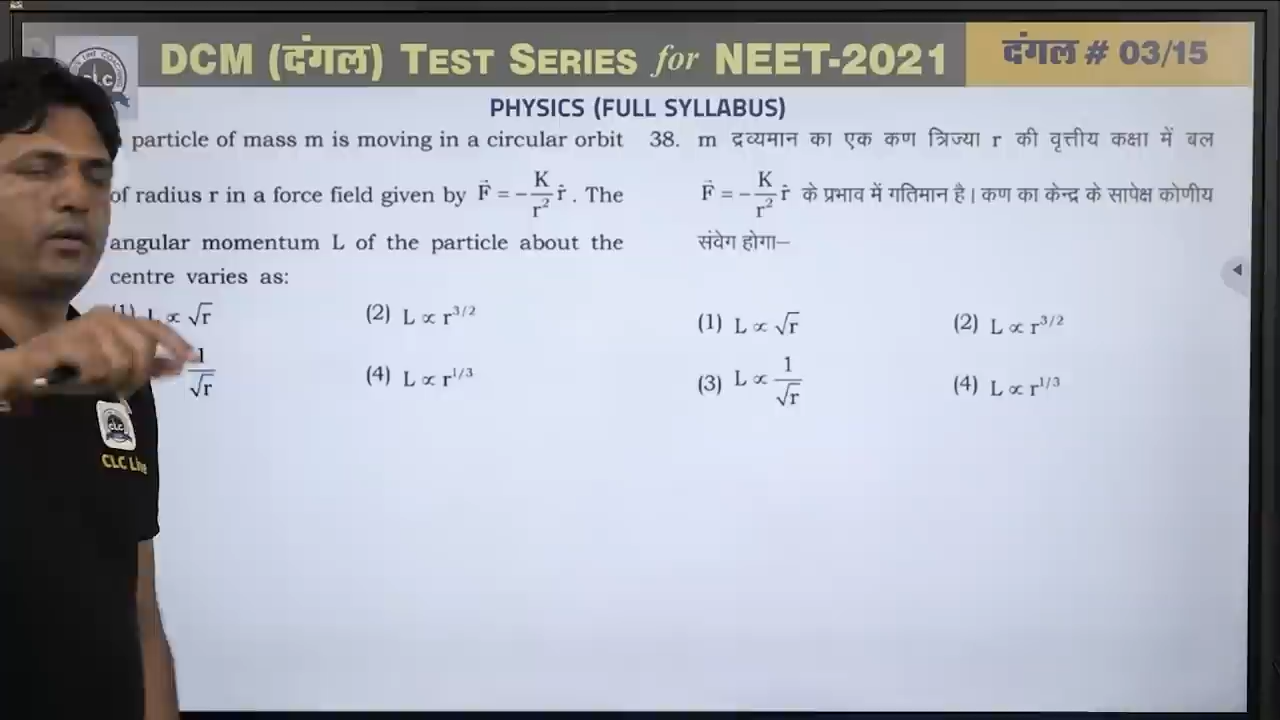 DCM (दंगल) TEST SERIES for NEET-2021
दंगल # 03/15
PHYSICS (FULL SYLLABUS)
particle of mass m is moving in a circular orbit
of radius r in a force field given by F⃗ = −K/r² r̂ . The
angular momentum L of the particle about the
centre varies as:
(1) L ∝ √r
(2) L ∝ r^3/2
1/√r
(4) L ∝ r^1/3
38. m द्रव्यमान का एक कण त्रिज्या r की वृत्तीय कक्षा में बल
F⃗ = −K/r² r̂ के प्रभाव में गतिमान है। कण का केन्द्र के सापेक्ष कोणीय
संवेग होगा–
(1) L ∝ √r
(2) L ∝ r^3/2
(3) L ∝ 1/√r
(4) L ∝ r^1/3
CLC
CLC Live